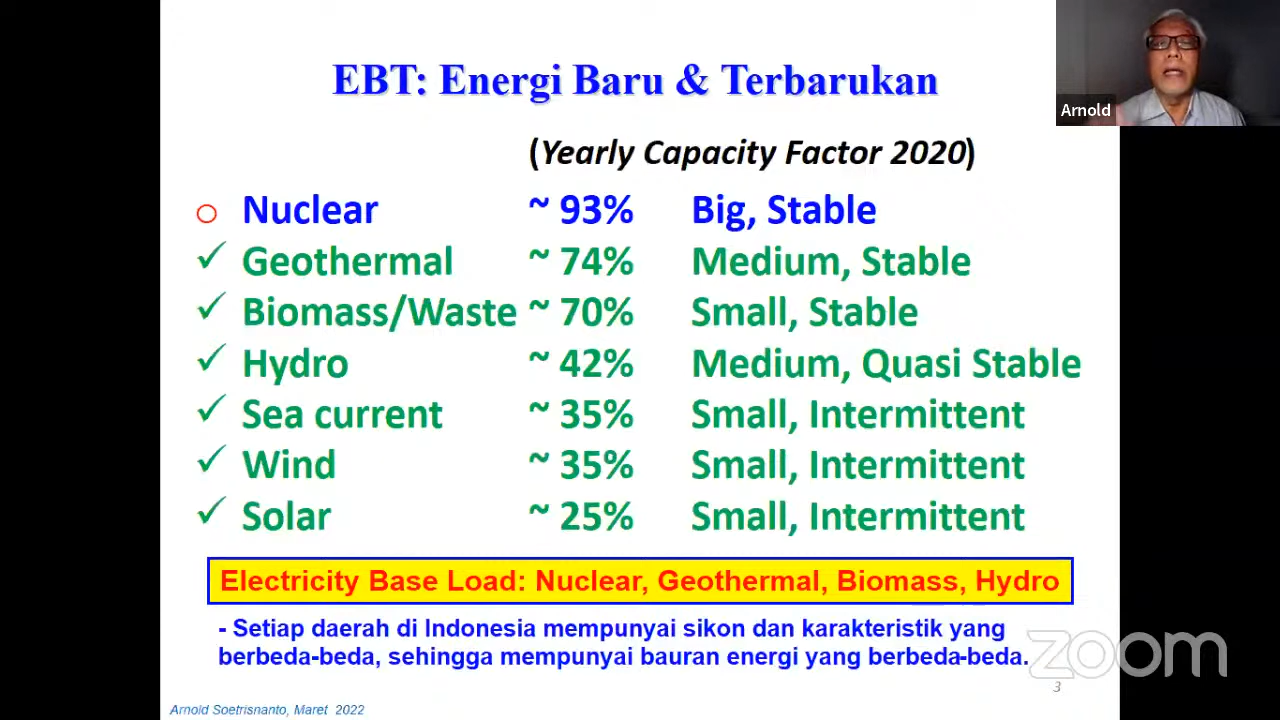 EBT: Energi Baru & Terbarukan
Arnold
(Yearly Capacity Factor 2020)
Nuclear ~ 93% Big, Stable
Geothermal ~ 74% Medium, Stable
Biomass/Waste ~ 70% Small, Stable
Hydro ~ 42% Medium, Quasi Stable
Sea current ~ 35% Small, Intermittent
Wind ~ 35% Small, Intermittent
Solar ~ 25% Small, Intermittent
Electricity Base Load: Nuclear, Geothermal, Biomass, Hydro
- Setiap daerah di Indonesia mempunyai sikon dan karakteristik yang
berbeda-beda, sehingga mempunyai bauran energi yang berbeda-beda.
zoom
3
Arnold Soetrisnanto, Maret 2022